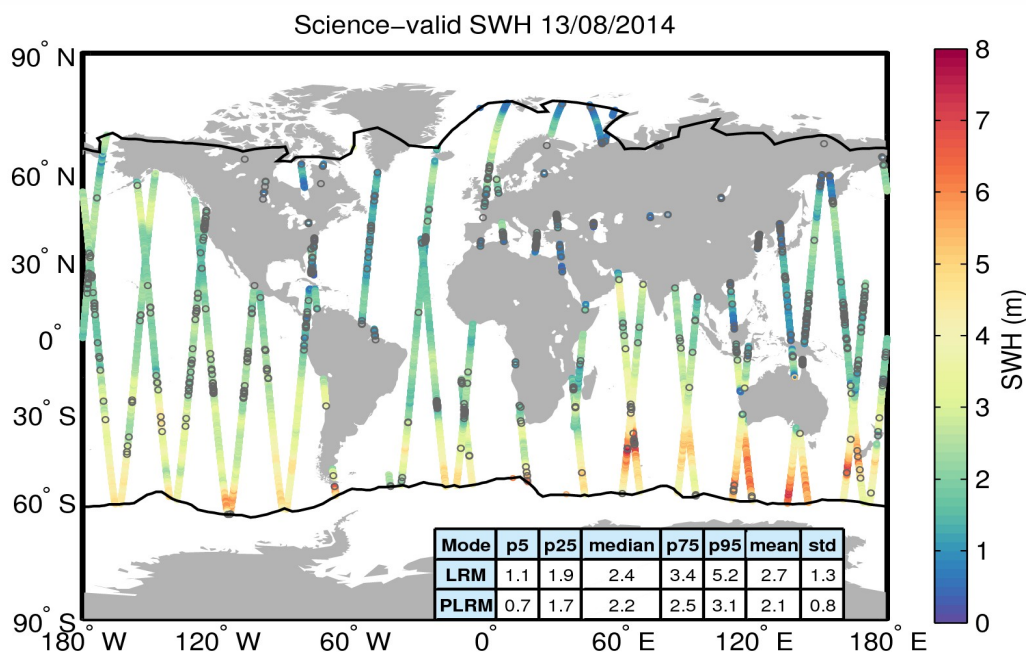 Science−valid SWH 13/08/2014
90° N
60° N
30° N
0°
30° S
60° S
90° S
180° W
120° W
60° W
0°
60° E
120° E
180° E
Mode p5 p25 median p75 p95 mean std
LRM 1.1 1.9 2.4 3.4 5.2 2.7 1.3
PLRM 0.7 1.7 2.2 2.5 3.1 2.1 0.8
8
7
6
5
4
3
2
1
0
SWH (m)